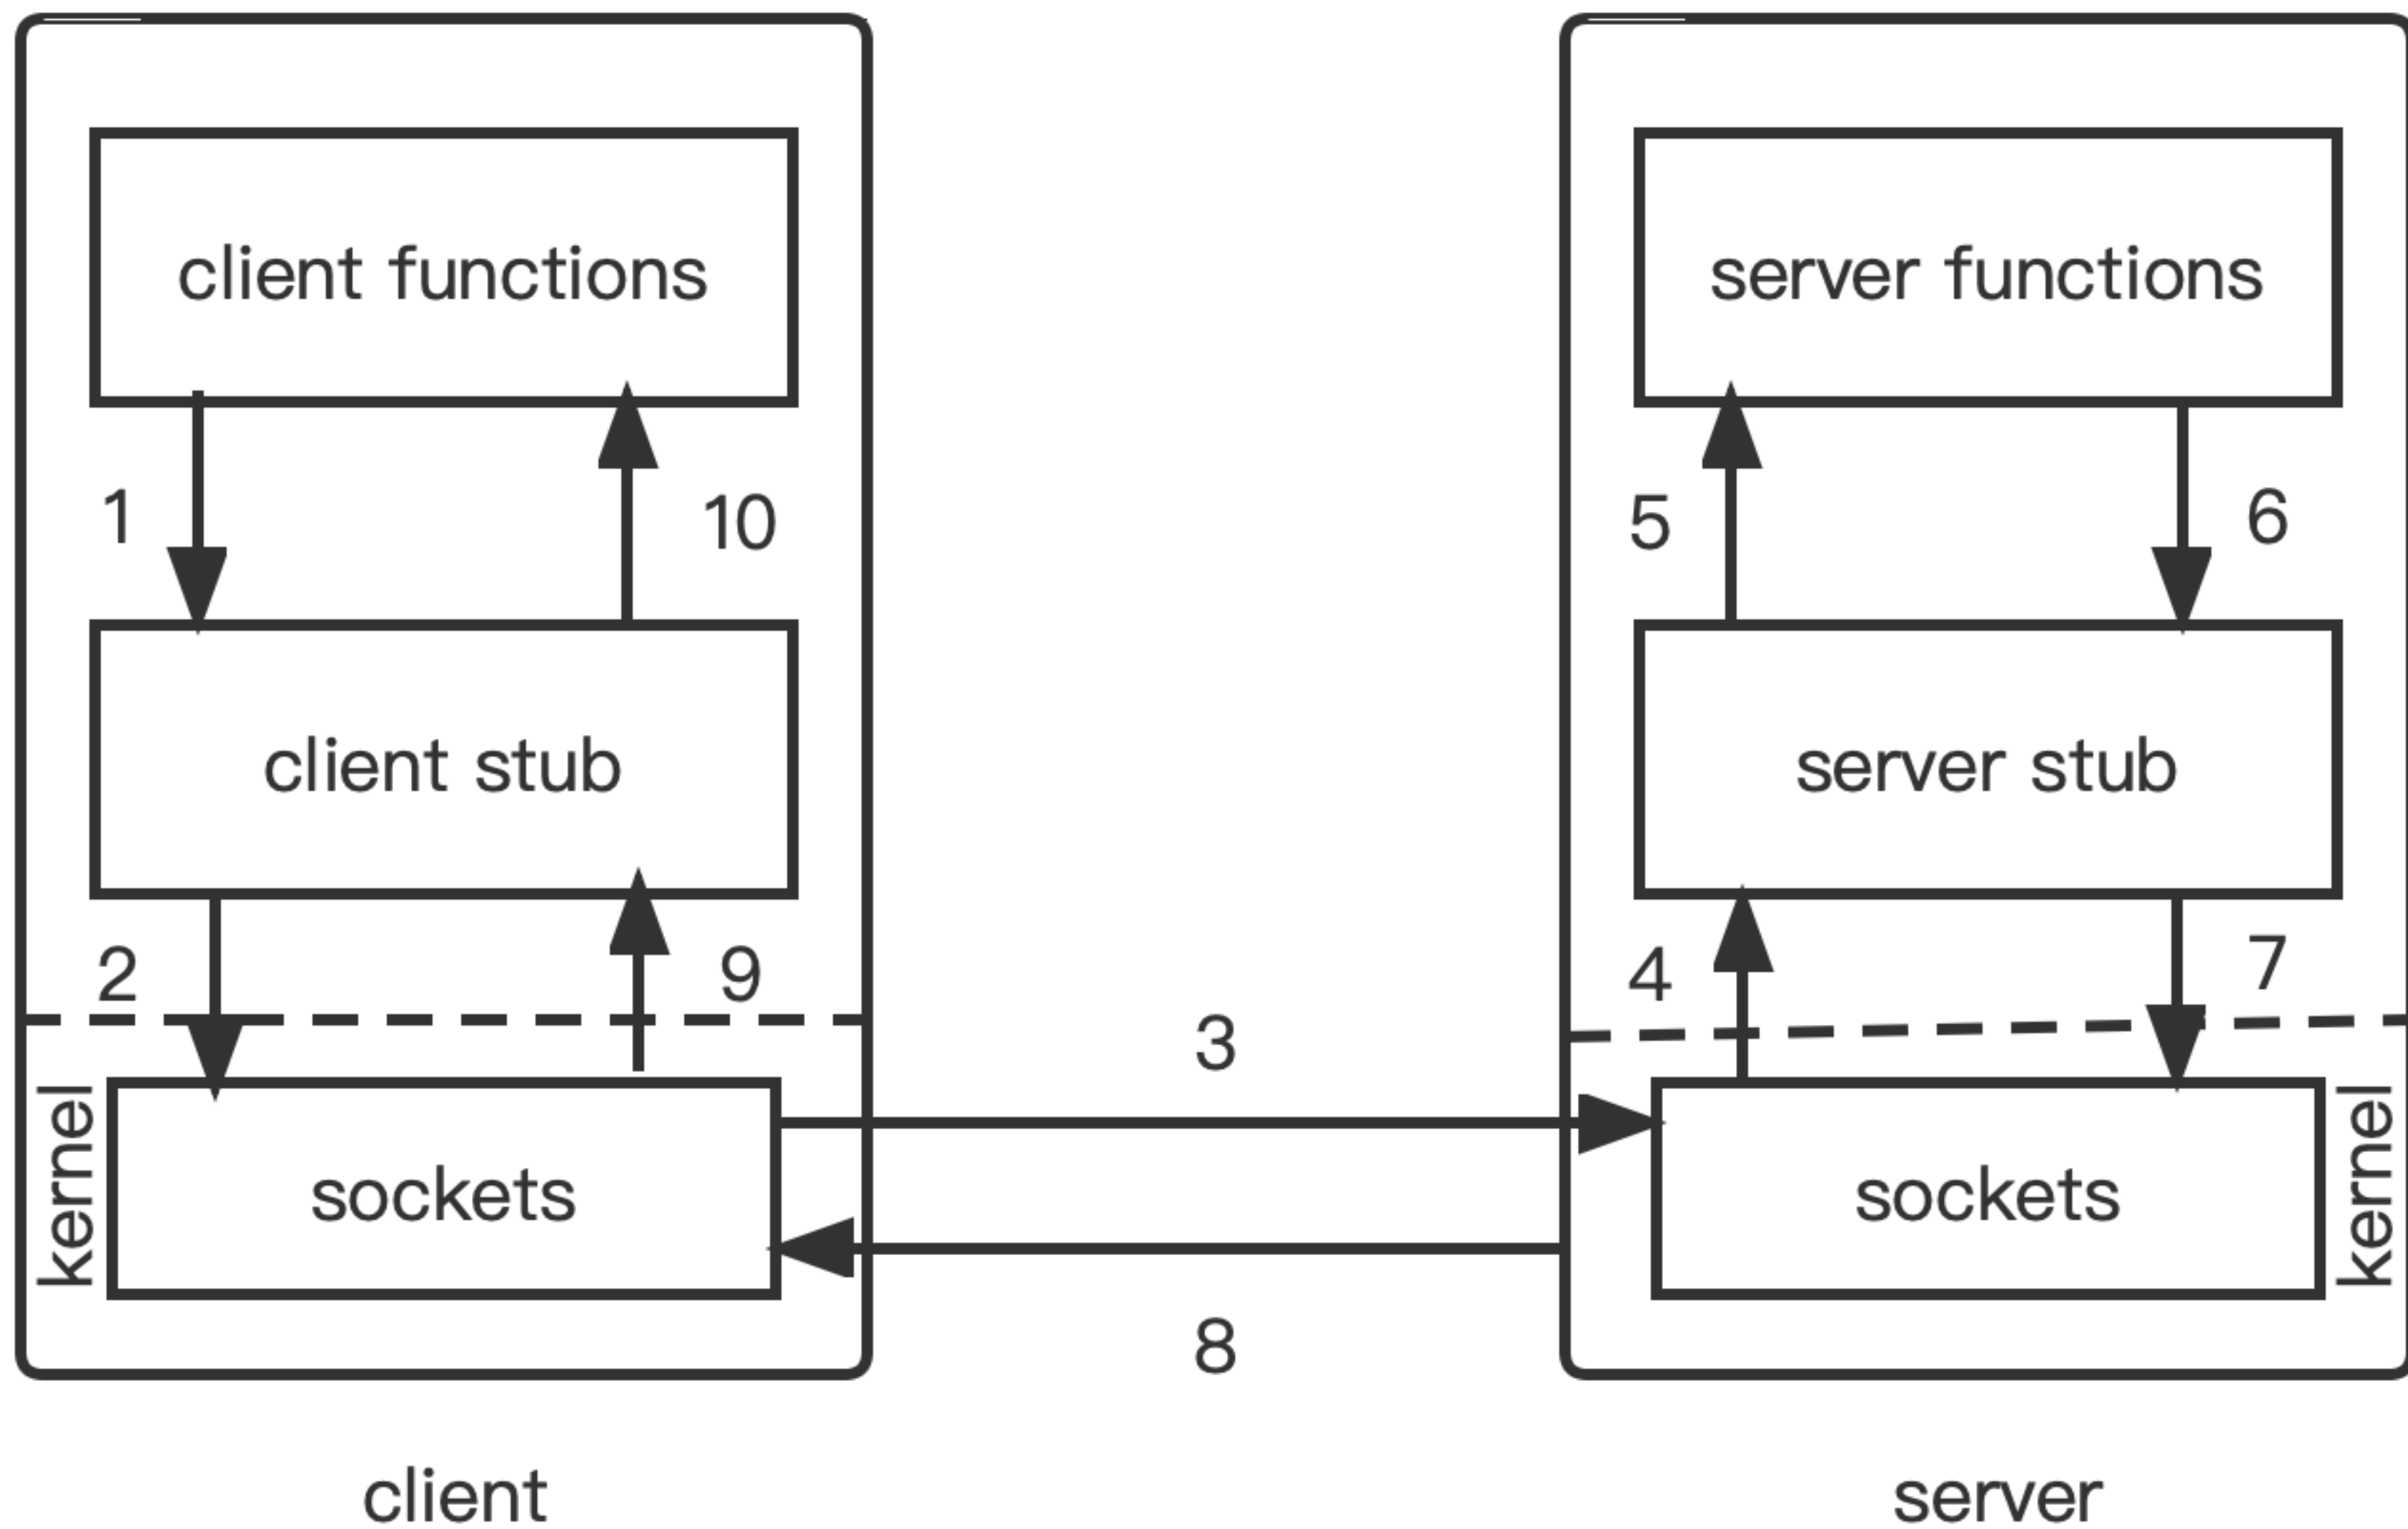 client functions
server functions
1
10
5
6
client stub
server stub
2
9
4
7
3
kernel
sockets
sockets
kernel
8
client
server